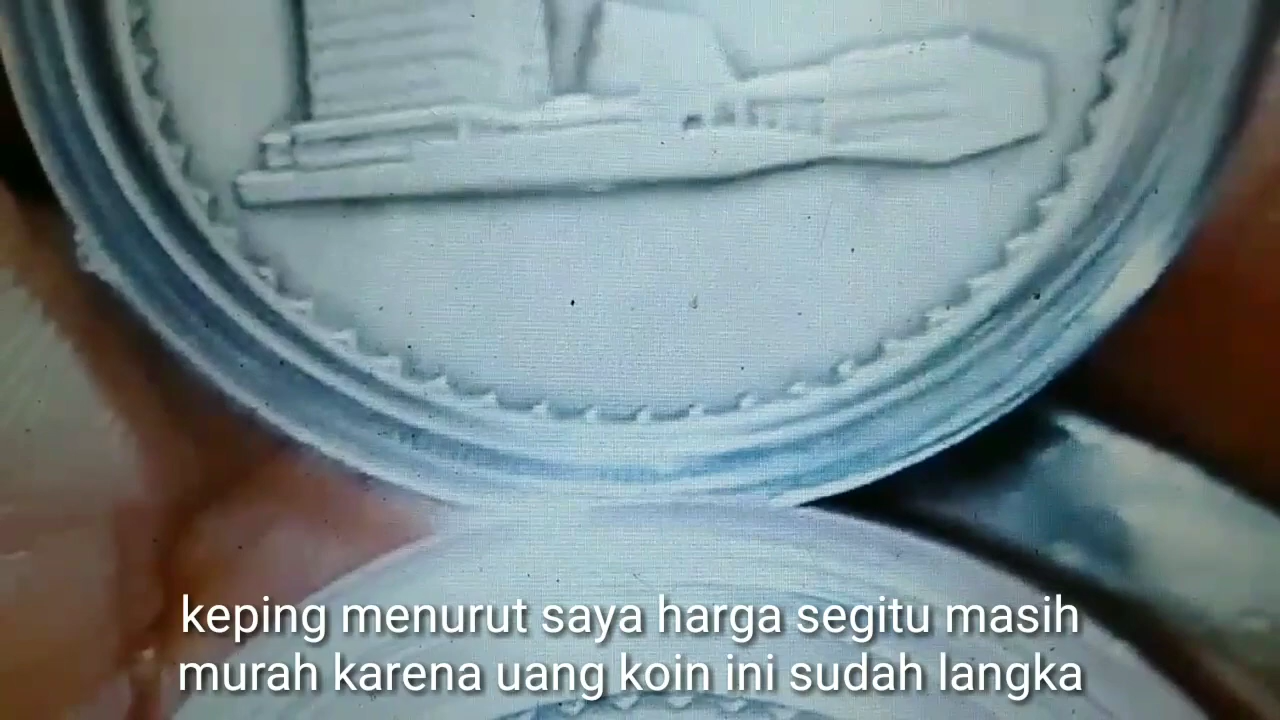 keping menurut saya harga segitu masih
murah karena uang koin ini sudah langka